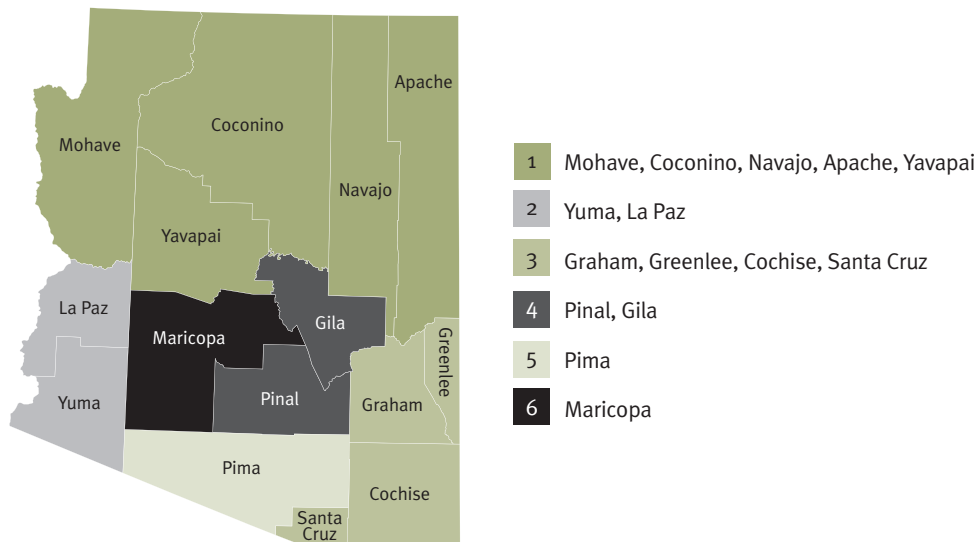 Apache
Coconino
Mohave
Navajo
Yavapai
La Paz
Maricopa
Gila
Greenlee
Yuma
Pinal
Graham
Pima
Cochise
Santa
Cruz
1 Mohave, Coconino, Navajo, Apache, Yavapai
2 Yuma, La Paz
3 Graham, Greenlee, Cochise, Santa Cruz
4 Pinal, Gila
5 Pima
6 Maricopa